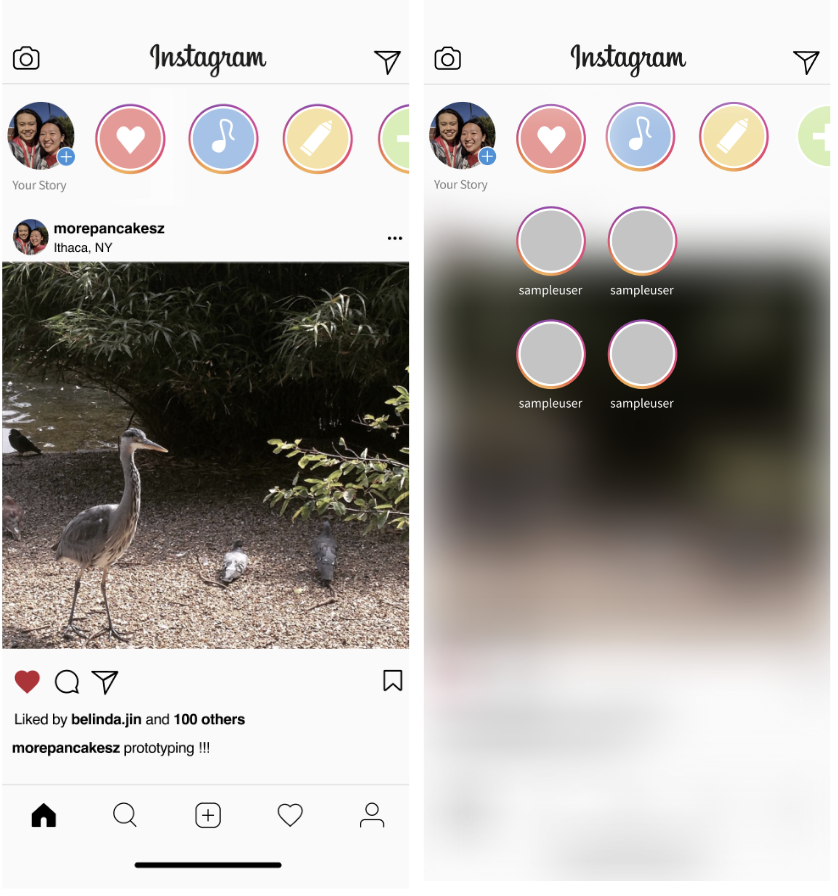 Instagram
Your Story
morepancakesz
Ithaca, NY
Liked by belinda.jin and 100 others
morepancakesz prototyping !!!
Instagram
Your Story
sampleuser sampleuser
sampleuser sampleuser